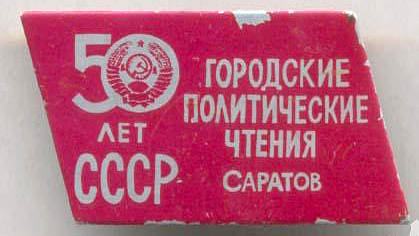 50
ЛЕТ
СССР
ГОРОДСКИЕ
ПОЛИТИЧЕСКИЕ
ЧТЕНИЯ
САРАТОВ